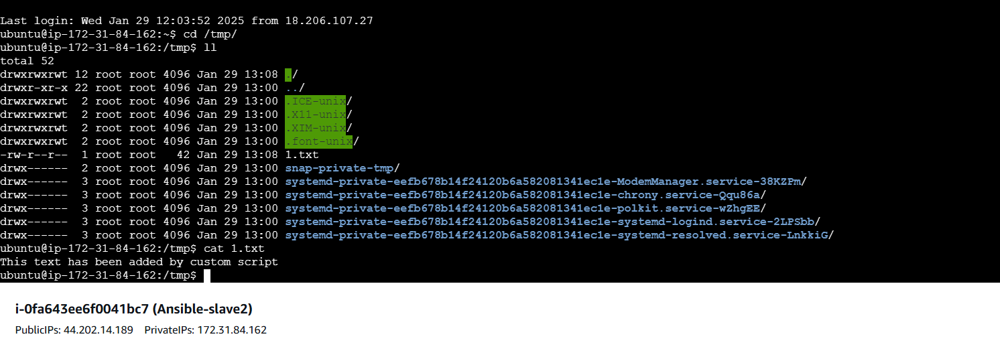 Last login: Wed Jan 29 12:03:52 2025 from 18.206.107.27
ubuntu@ip-172-31-84-162:~$ cd /tmp/
ubuntu@ip-172-31-84-162:/tmp$ ll
total 52
drwxrwxrwt 12 root root 4096 Jan 29 13:08 ./
drwxr-xr-x 22 root root 4096 Jan 29 13:00 ../
drwxrwxrwt  2 root root 4096 Jan 29 13:00 .ICE-unix/
drwxrwxrwt  2 root root 4096 Jan 29 13:00 .X11-unix/
drwxrwxrwt  2 root root 4096 Jan 29 13:00 .XIM-unix/
drwxrwxrwt  2 root root 4096 Jan 29 13:00 .font-unix/
-rw-r--r--  1 root root   42 Jan 29 13:08 1.txt
drwx------  2 root root 4096 Jan 29 13:00 snap-private-tmp/
drwx------  3 root root 4096 Jan 29 13:00 systemd-private-eefb678b14f24120b6a582081341ec1e-ModemManager.service-38KZPm/
drwx------  3 root root 4096 Jan 29 13:00 systemd-private-eefb678b14f24120b6a582081341ec1e-chrony.service-Qqu86a/
drwx------  3 root root 4096 Jan 29 13:00 systemd-private-eefb678b14f24120b6a582081341ec1e-polkit.service-wZhgEE/
drwx------  3 root root 4096 Jan 29 13:00 systemd-private-eefb678b14f24120b6a582081341ec1e-systemd-logind.service-2LPSbb/
drwx------  3 root root 4096 Jan 29 13:00 systemd-private-eefb678b14f24120b6a582081341ec1e-systemd-resolved.service-LnkkiG/
ubuntu@ip-172-31-84-162:/tmp$ cat 1.txt
This text has been added by custom script
ubuntu@ip-172-31-84-162:/tmp$
i-0fa643ee6f0041bc7 (Ansible-slave2)
PublicIPs: 44.202.14.189    PrivateIPs: 172.31.84.162